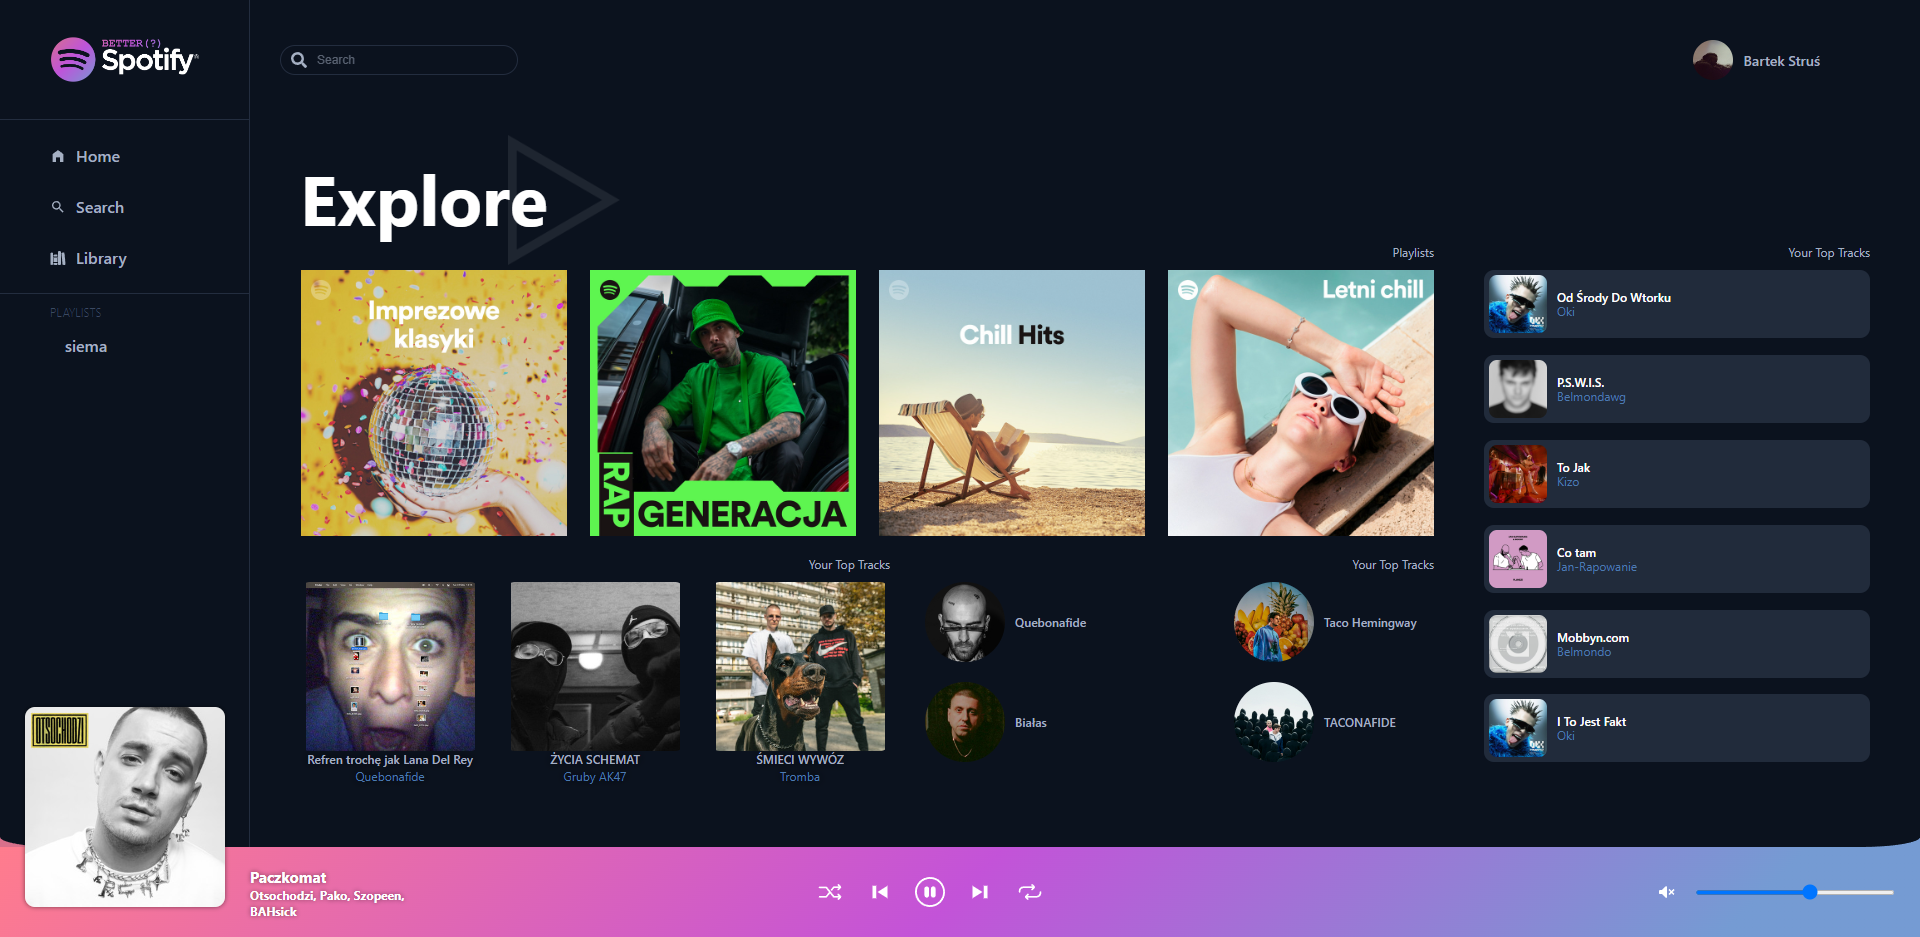 BETTER(?)
Spotify
Search
Bartek Struś
Home
Search
Library
PLAYLISTS
siema
Explore
Playlists
Your Top Tracks
Imprezowe
klasyki
RAP
GENERACJA
Chill Hits
Letni chill
Od Środy Do Wtorku
Oki
P.S.W.I.S.
Belmondawg
To Jak
Kizo
Co tam
Jan-Rapowanie
Mobbyn.com
Belmondo
I To Jest Fakt
Oki
Your Top Tracks
Refren trochę jak Lana Del Rey
Quebonafide
ŻYCIA SCHEMAT
Gruby AK47
ŚMIECI WYWÓZ
Tromba
Your Top Tracks
Quebonafide
Taco Hemingway
Białas
TACONAFIDE
OTSOCHODZI
Paczkomat
Otsochodzi, Pako, Szopeen,
BAHsick